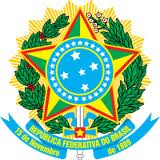 REPÚBLICA FEDERATIVA DO BRASIL
15 de Novembro de 1889